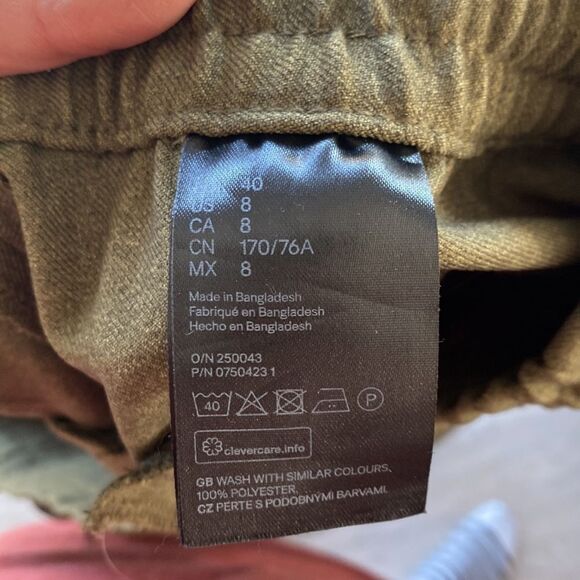 40
US 8
CA 8
CN 170/76A
MX 8
Made in Bangladesh
Fabriqué en Bangladesh
Hecho en Bangladesh
O/N 250043
P/N 0750423 1
40 P
clevercare.info
GB WASH WITH SIMILAR COLOURS.
100% POLYESTER.
CZ PERTE S PODOBNÝMI BARVAMI.